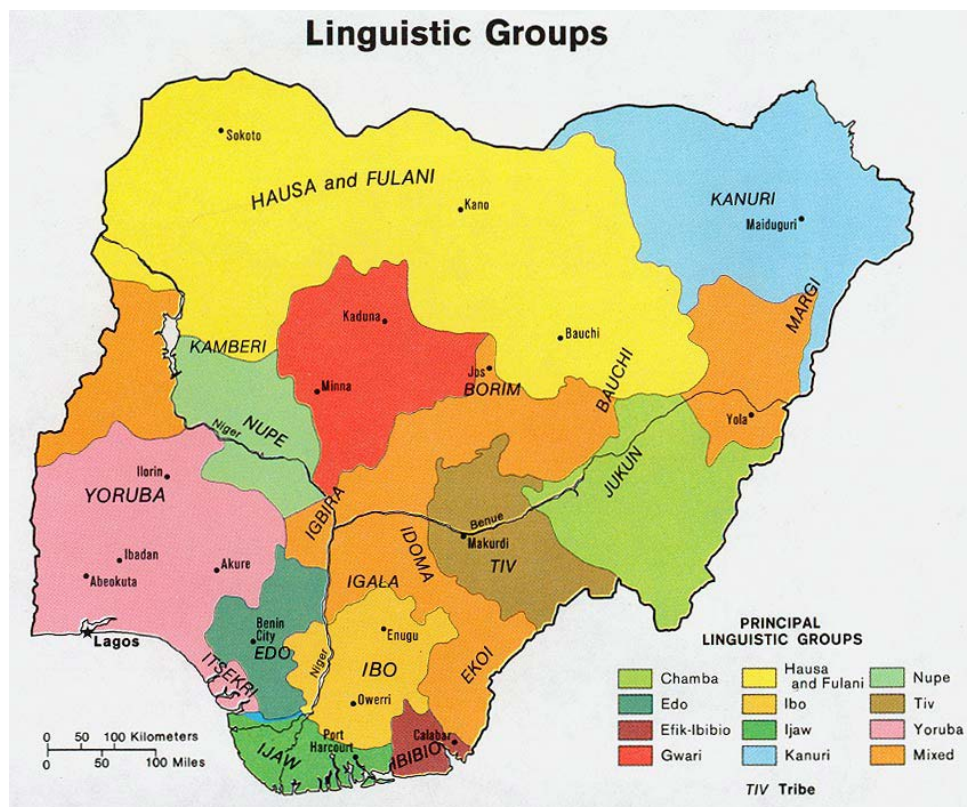 Linguistic Groups
Sokoto
HAUSA and FULANI
Kano
KANURI
Maiduguri
MARGI
Kaduna
Bauchi
KAMBERI
Jos
BORIM
BAUCHI
Minna
Yola
Niger
NUPE
Ilorin
YORUBA
JUKUN
IGBIRA
Benue
Makurdi
IDOMA
TIV
Ibadan
Abeokuta
Akure
IGALA
Benin
City
EDO
Enugu
Lagos
ITSEKRI
Niger
IBO
EKOI
Owerri
Port
Harcourt
Calabar
IJAW
IBIBIO
PRINCIPAL
LINGUISTIC GROUPS
Chamba
Edo
Efik-Ibibio
Gwari
Hausa
and Fulani
Ibo
Ijaw
Kanuri
Nupe
Tiv
Yoruba
Mixed
TIV Tribe
0 50 100 Kilometers
0 50 100 Miles